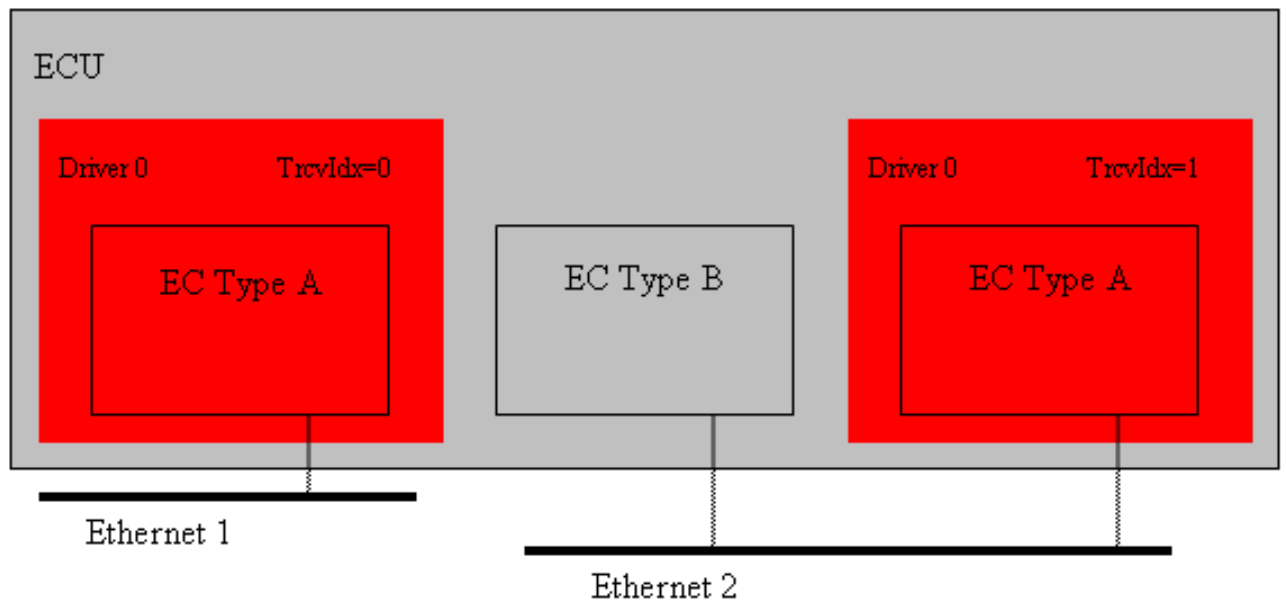 ECU
Driver 0 TrcvIdx=0
Driver 0 TrcvIdx=1
EC Type A
EC Type B
EC Type A
Ethernet 1
Ethernet 2